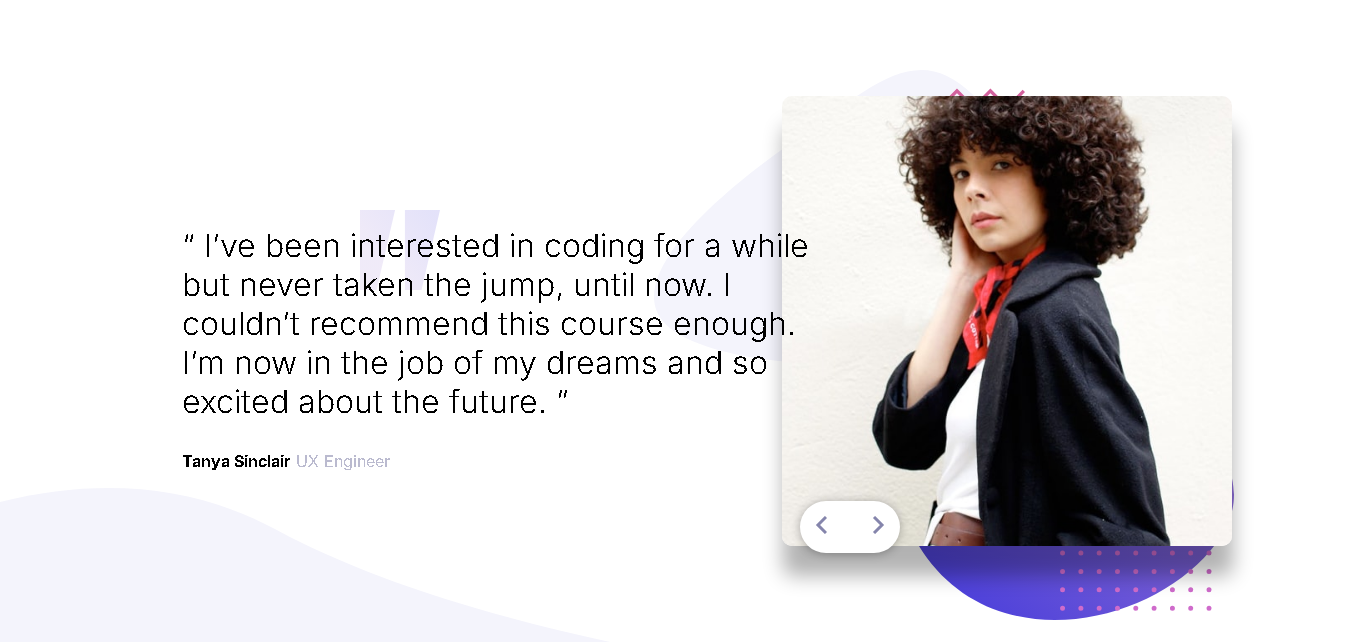 “ I’ve been interested in coding for a while
but never taken the jump, until now. I
couldn’t recommend this course enough.
I’m now in the job of my dreams and so
excited about the future. ”
Tanya Sinclair UX Engineer